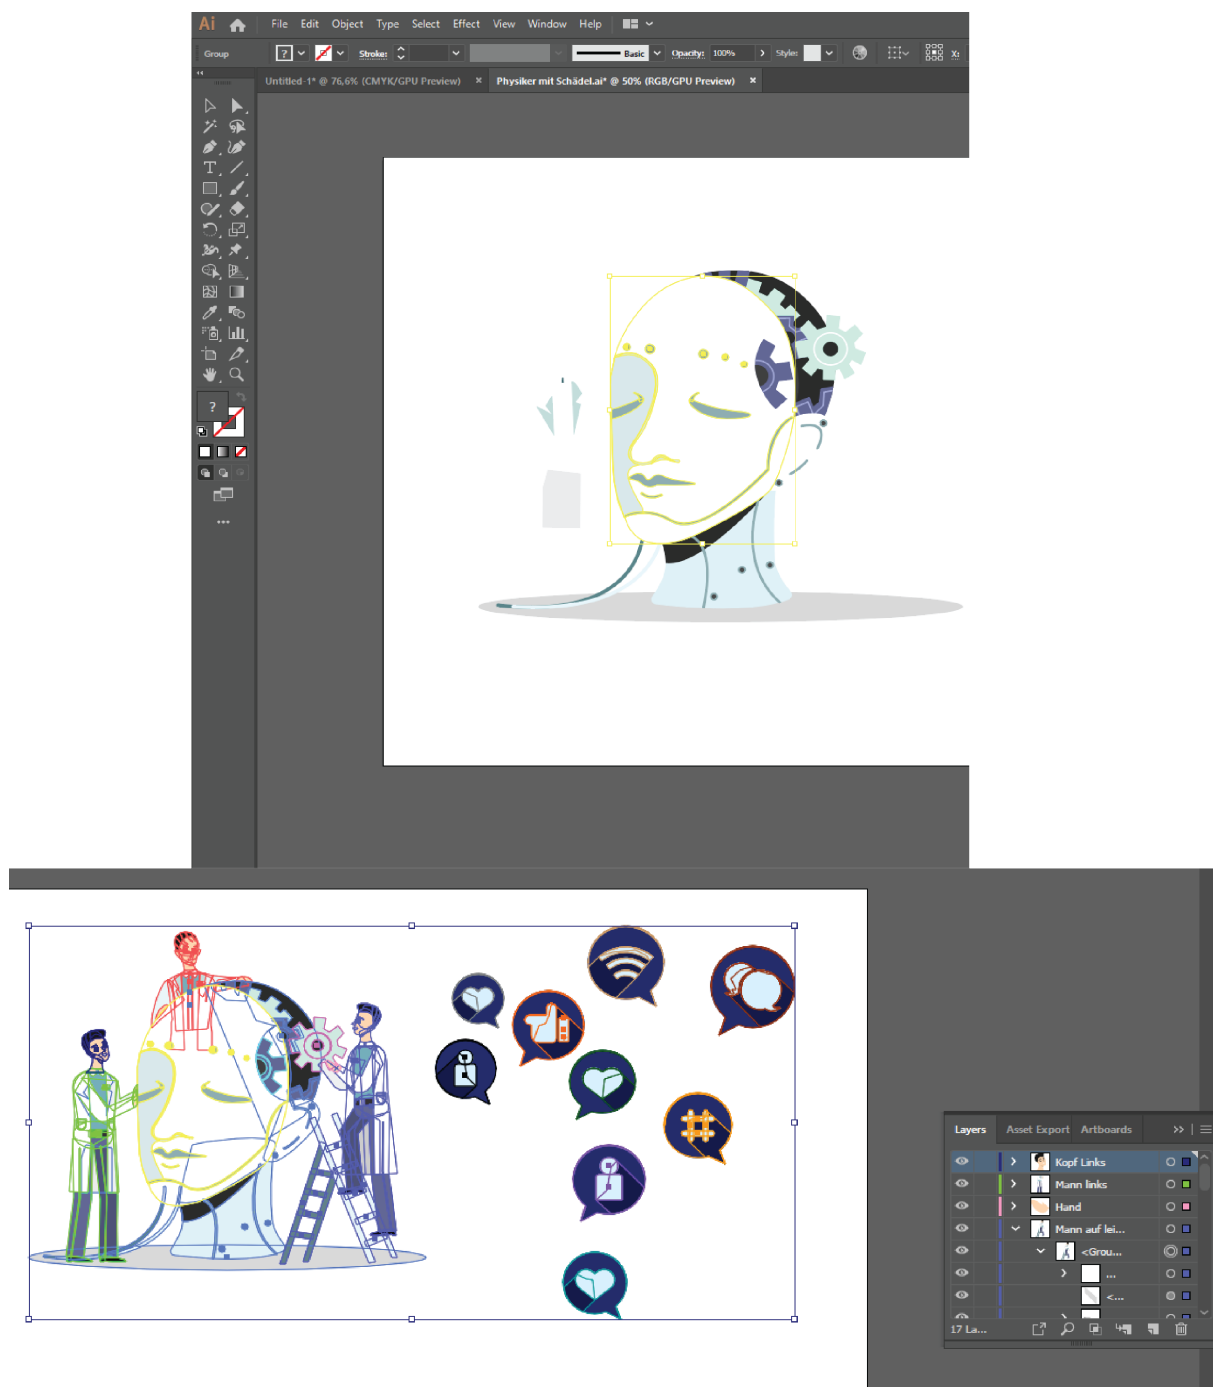 Ai File Edit Object Type Select Effect View Window Help
Group ? Stroke: Basic Opacity: 100% Style:
Untitled-1* @ 76,6% (CMYK/GPU Preview) × Physiker mit Schädel.ai* @ 50% (RGB/GPU Preview) ×
T
?
Layers Asset Export Artboards
Kopf Links
Mann links
Hand
Mann auf lei...
<Grou...
...
<...
17 La...